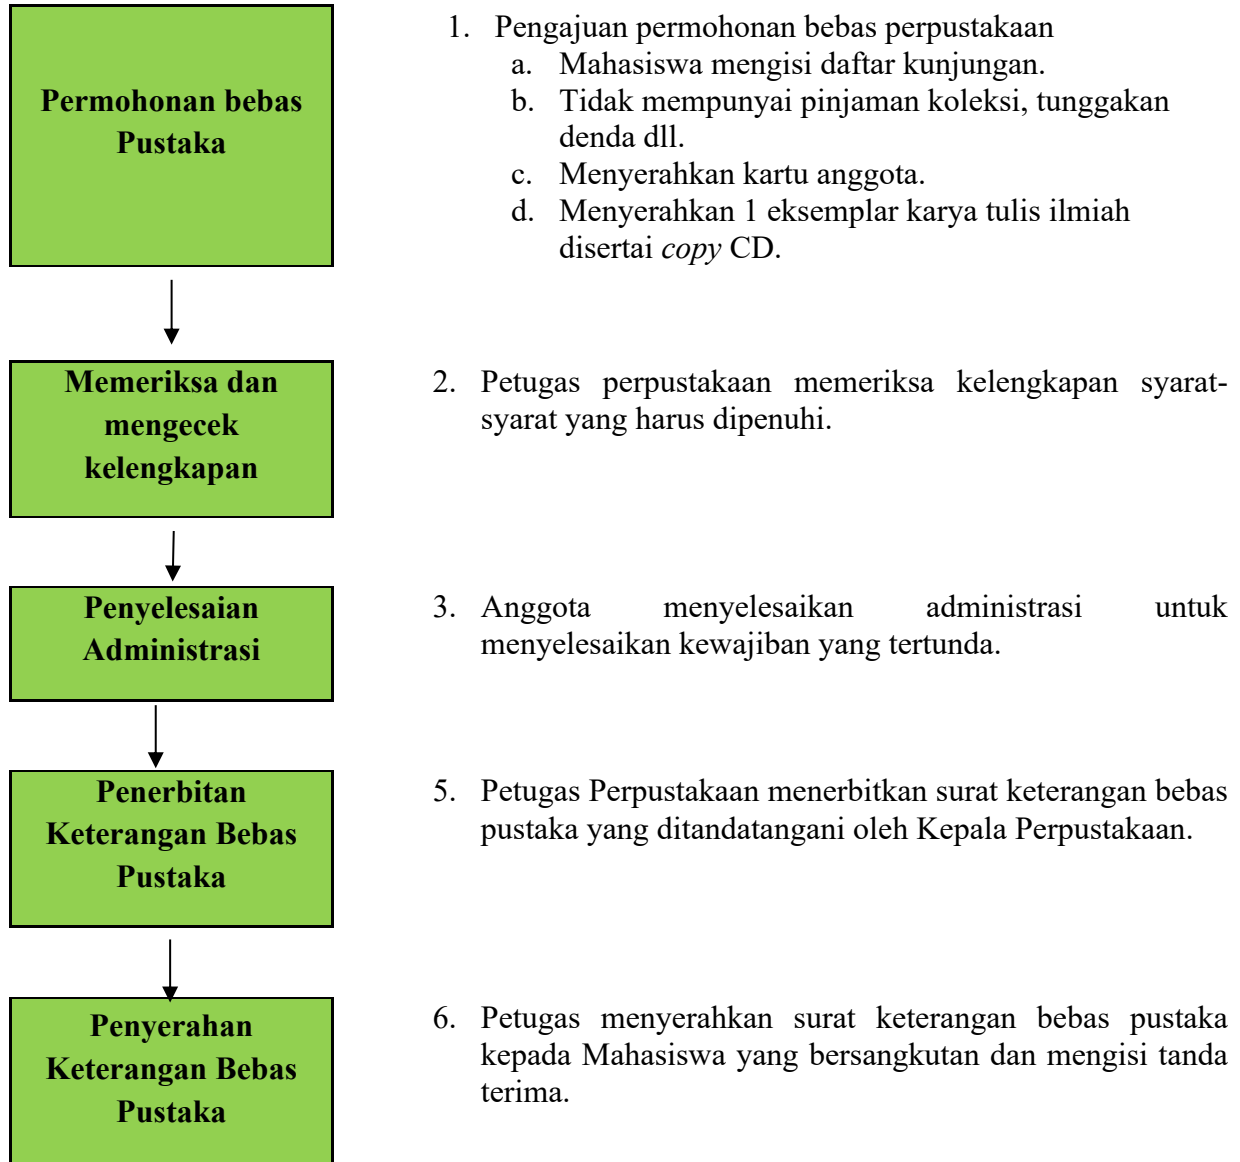 Permohonan bebas
Pustaka
1. Pengajuan permohonan bebas perpustakaan
a. Mahasiswa mengisi daftar kunjungan.
b. Tidak mempunyai pinjaman koleksi, tunggakan
denda dll.
c. Menyerahkan kartu anggota.
d. Menyerahkan 1 eksemplar karya tulis ilmiah
disertai copy CD.
Memeriksa dan
mengecek
kelengkapan
2. Petugas perpustakaan memeriksa kelengkapan syarat-
syarat yang harus dipenuhi.
Penyelesaian
Administrasi
3. Anggota menyelesaikan administrasi untuk
menyelesaikan kewajiban yang tertunda.
Penerbitan
Keterangan Bebas
Pustaka
5. Petugas Perpustakaan menerbitkan surat keterangan bebas
pustaka yang ditandatangani oleh Kepala Perpustakaan.
Penyerahan
Keterangan Bebas
Pustaka
6. Petugas menyerahkan surat keterangan bebas pustaka
kepada Mahasiswa yang bersangkutan dan mengisi tanda
terima.